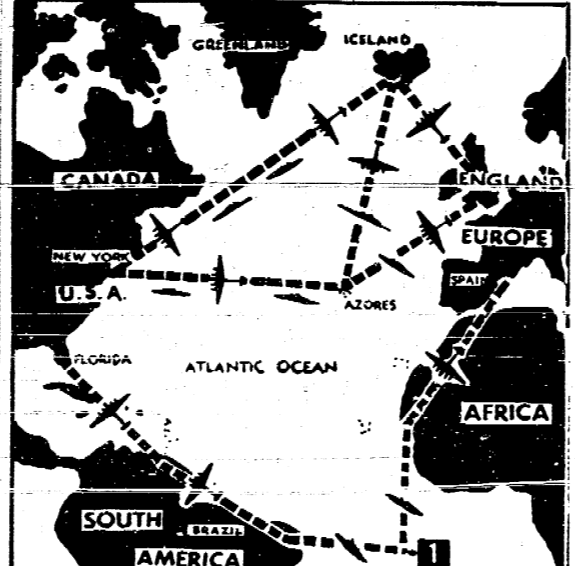 GREENLAND
ICELAND
CANADA
ENGLAND
NEW YORK
EUROPE
U.S.A.
SPAIN
AZORES
FLORIDA
ATLANTIC OCEAN
AFRICA
SOUTH
BRAZIL
AMERICA
1